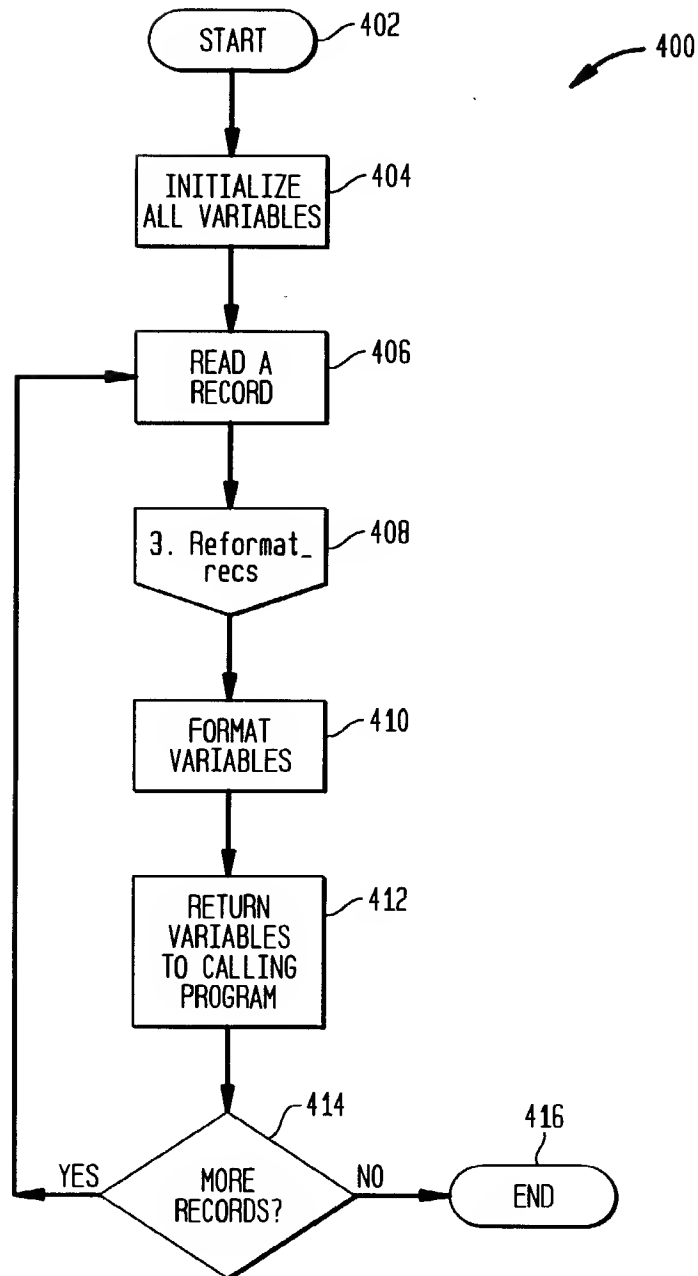 START
402
400
INITIALIZE
ALL VARIABLES
404
READ A
RECORD
406
3. Reformat_
recs
408
FORMAT
VARIABLES
410
RETURN
VARIABLES
TO CALLING
PROGRAM
412
414
416
YES
MORE
RECORDS?
NO
END